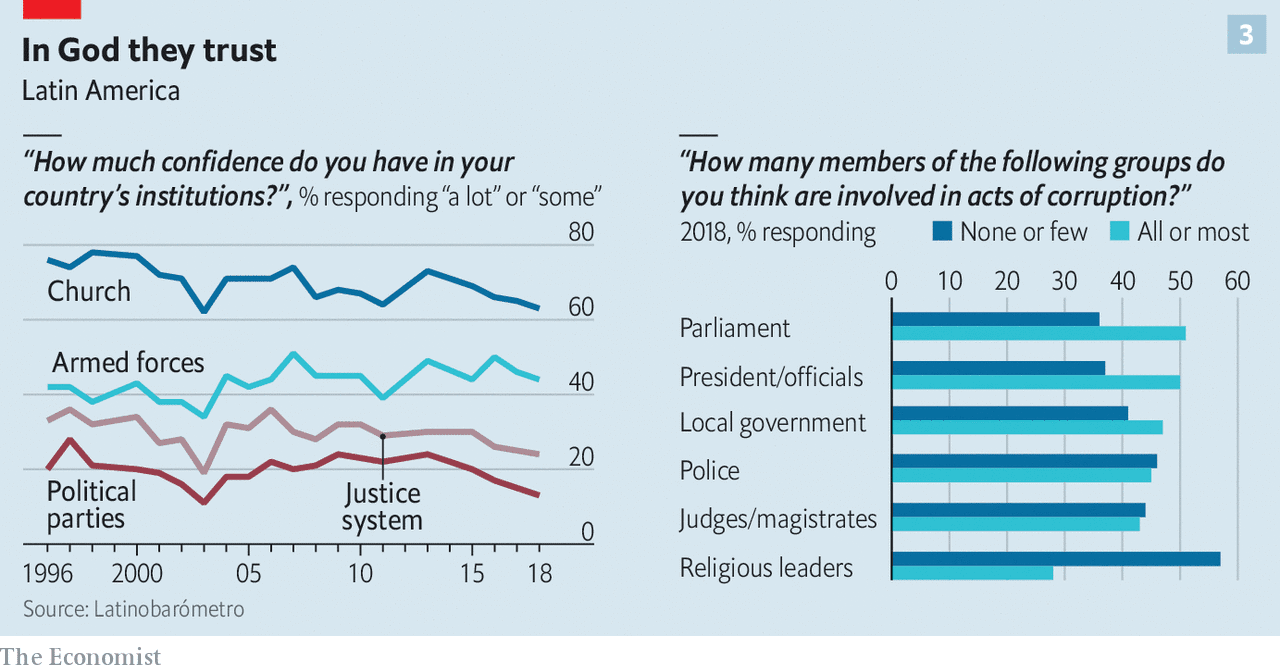 3
In God they trust
Latin America
“How much confidence do you have in your
country’s institutions?”, % responding “a lot” or “some”
80
60
40
20
0
Church
Armed forces
Political
parties
Justice
system
1996 2000 05 10 15 18
Source: Latinobarómetro
“How many members of the following groups do
you think are involved in acts of corruption?”
2018, % responding None or few All or most
0 10 20 30 40 50 60
Parliament
President/officials
Local government
Police
Judges/magistrates
Religious leaders
The Economist